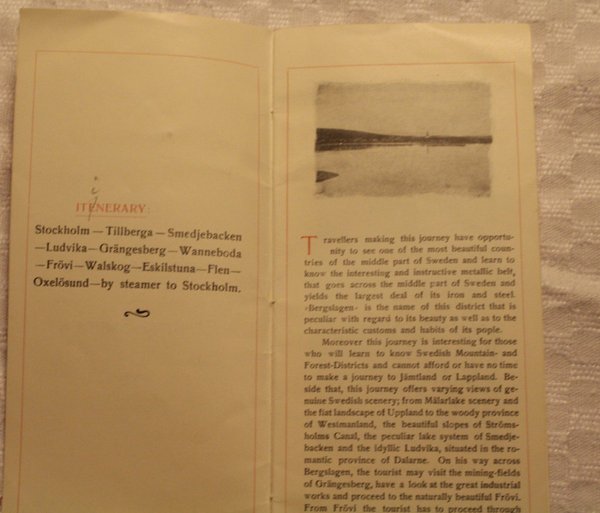 i
ITENERARY:
Stockholm — Tillberga — Smedjebacken
—Ludvika—Grängesberg—Wanneboda
—Frövi—Walskog—Eskilstuna—Flen—
Oxelösund—by steamer to Stockholm.
Travellers making this journey have opportu-
nity to see one of the most beautiful coun-
tries of the middle part of Sweden and learn to
know the interesting and instructive metallic belt,
that goes across the middle part of Sweden and
yields the largest deal of its iron and steel.
›Bergslagen‹ is the name of this district that is
peculiar with regard to its beauty as well as to the
characteristic customs and habits of its pople.
Moreover this journey is interesting for those
who will learn to know Swedish Mountain- and
Forest-Districts and cannot afford or have no time
to make a journey to Jämtland or Lappland. Be-
side that, this journey offers varying views of ge-
nuine Swedish scenery; from Mälarlake scenery and
the flat landscape of Uppland to the woody province
of Westmanland, the beautiful slopes of Ströms-
holms Canal, the peculiar lake system of Smedje-
backen and the idyllic Ludvika, situated in the ro-
mantic province of Dalarne. On his way across
Bergslagen, the tourist may visit the mining-fields
of Grängesberg, have a look at the great industrial
works and proceed to the naturally beautiful Frövi.
From Frövi the tourist has to proceed through